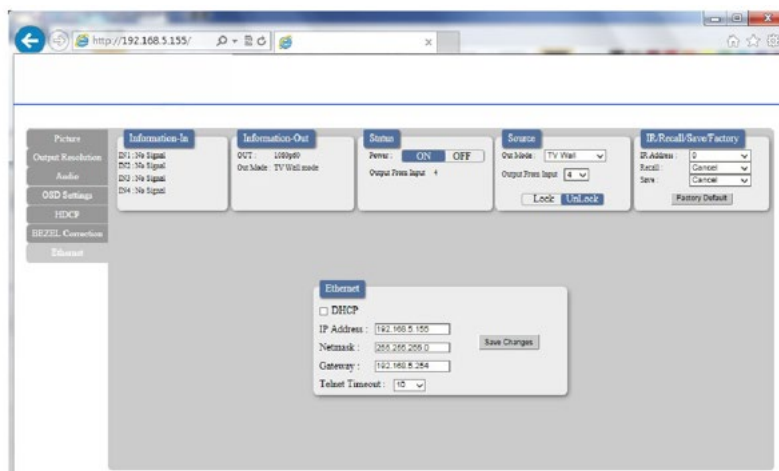 http://192.168.5.155/
Picture
Output Resolution
Audio
OSD Settings
HDCP
BEZEL Correction
Ethernet
Information-In
IN1 : No Signal
IN2 : No Signal
IN3 : No Signal
IN4 : No Signal
Information-Out
OUT : 1080p60
Out Mode : TV Wall mode
Status
Power : ON OFF
Output From Input 4
Source
Out Mode : TV Wall
Output From Input 4
Lock UnLock
IR/Recall/Save/Factory
IR Address : 0
Recall : Cancel
Save : Cancel
Factory Default
Ethernet
DHCP
IP Address : 192.168.5.155
Netmask : 255.255.255.0
Gateway : 192.168.5.254
Telnet Timeout : 10
Save Changes